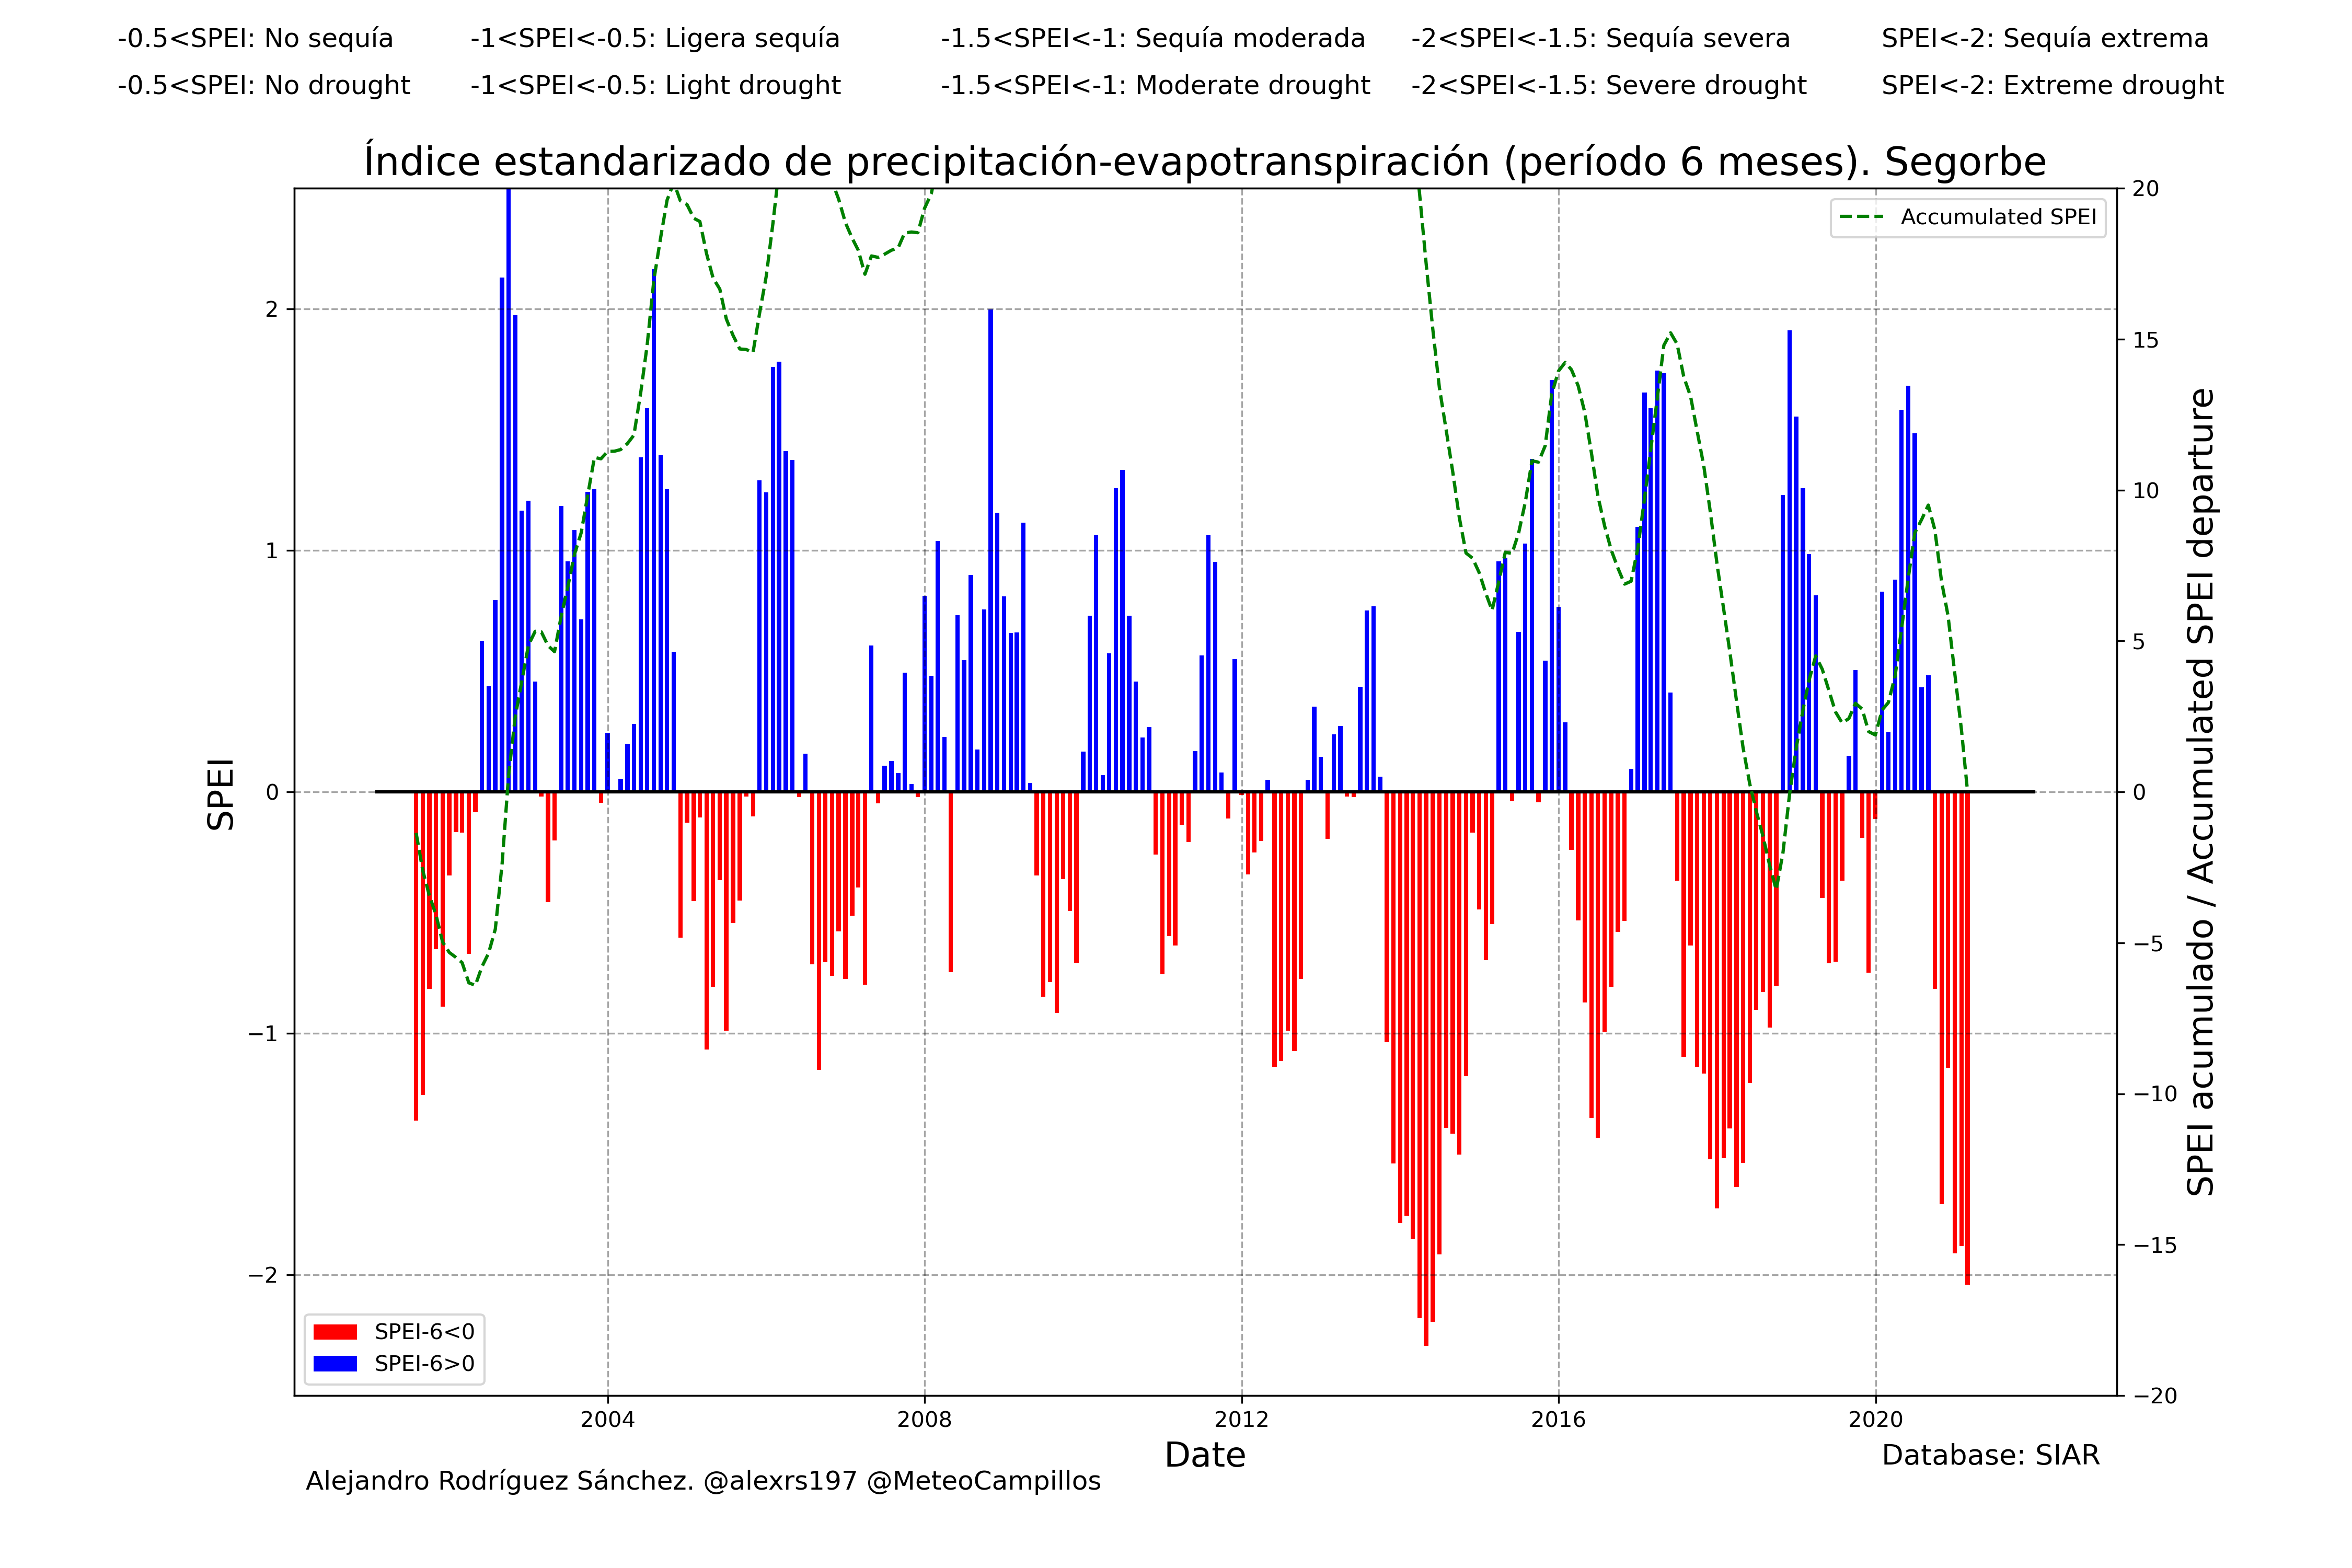 -0.5<SPEI: No sequía -1<SPEI<-0.5: Ligera sequía -1.5<SPEI<-1: Sequía moderada -2<SPEI<-1.5: Sequía severa SPEI<-2: Sequía extrema
-0.5<SPEI: No drought -1<SPEI<-0.5: Light drought -1.5<SPEI<-1: Moderate drought -2<SPEI<-1.5: Severe drought SPEI<-2: Extreme drought
Índice estandarizado de precipitación-evapotranspiración (período 6 meses). Segorbe
SPEI
2
1
0
−1
−2
Accumulated SPEI
20
15
10
5
0
−5
−10
−15
−20
SPEI acumulado / Accumulated SPEI departure
SPEI-6<0
SPEI-6>0
2004 2008 2012 2016 2020
Date
Database: SIAR
Alejandro Rodríguez Sánchez. @alexrs197 @MeteoCampillos